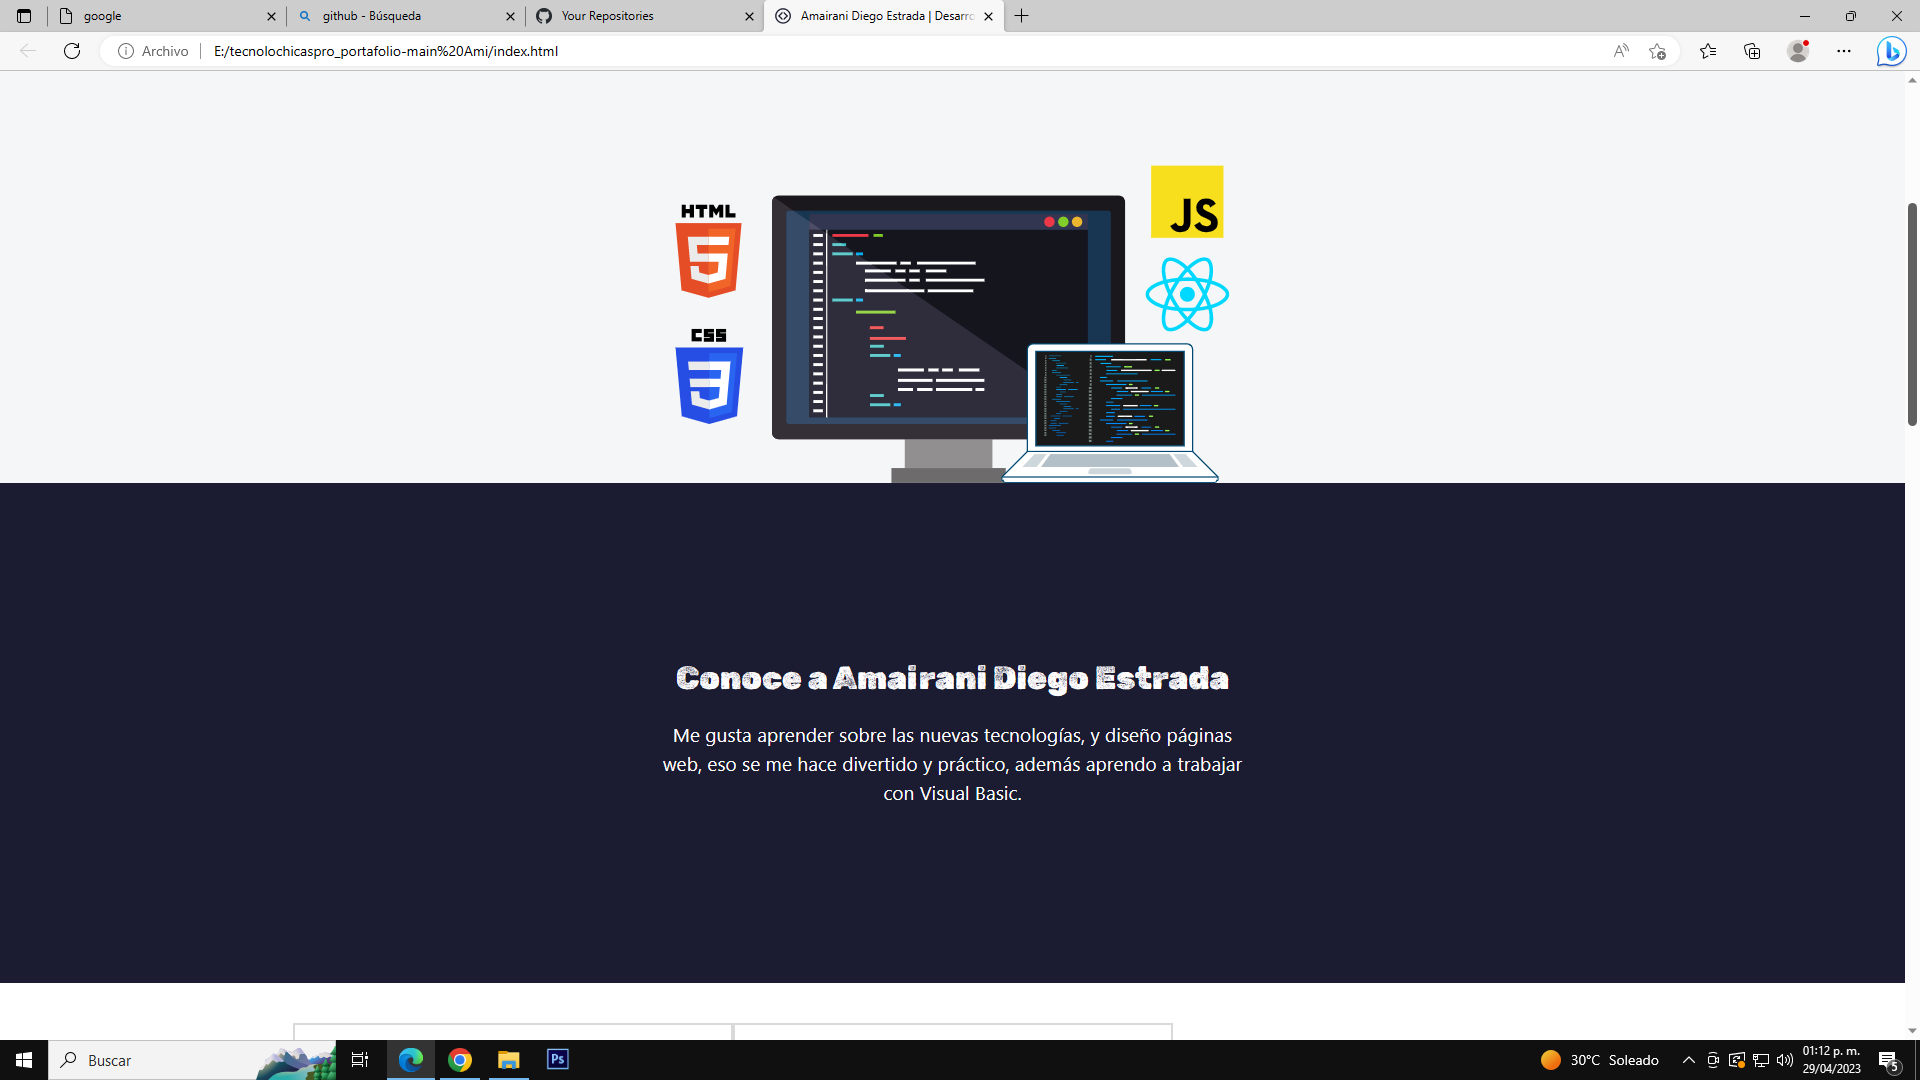 google
github - Búsqueda
Your Repositories
Amairani Diego Estrada | Desarro
Archivo
E:/tecnolochicaspro_portafolio-main%20Ami/index.html
HTML
5
CSS
3
JS
Conoce a Amairani Diego Estrada
Me gusta aprender sobre las nuevas tecnologías, y diseño páginas
web, eso se me hace divertido y práctico, además aprendo a trabajar
con Visual Basic.
Buscar
Ps
30°C Soleado
01:12 p. m.
29/04/2023
5